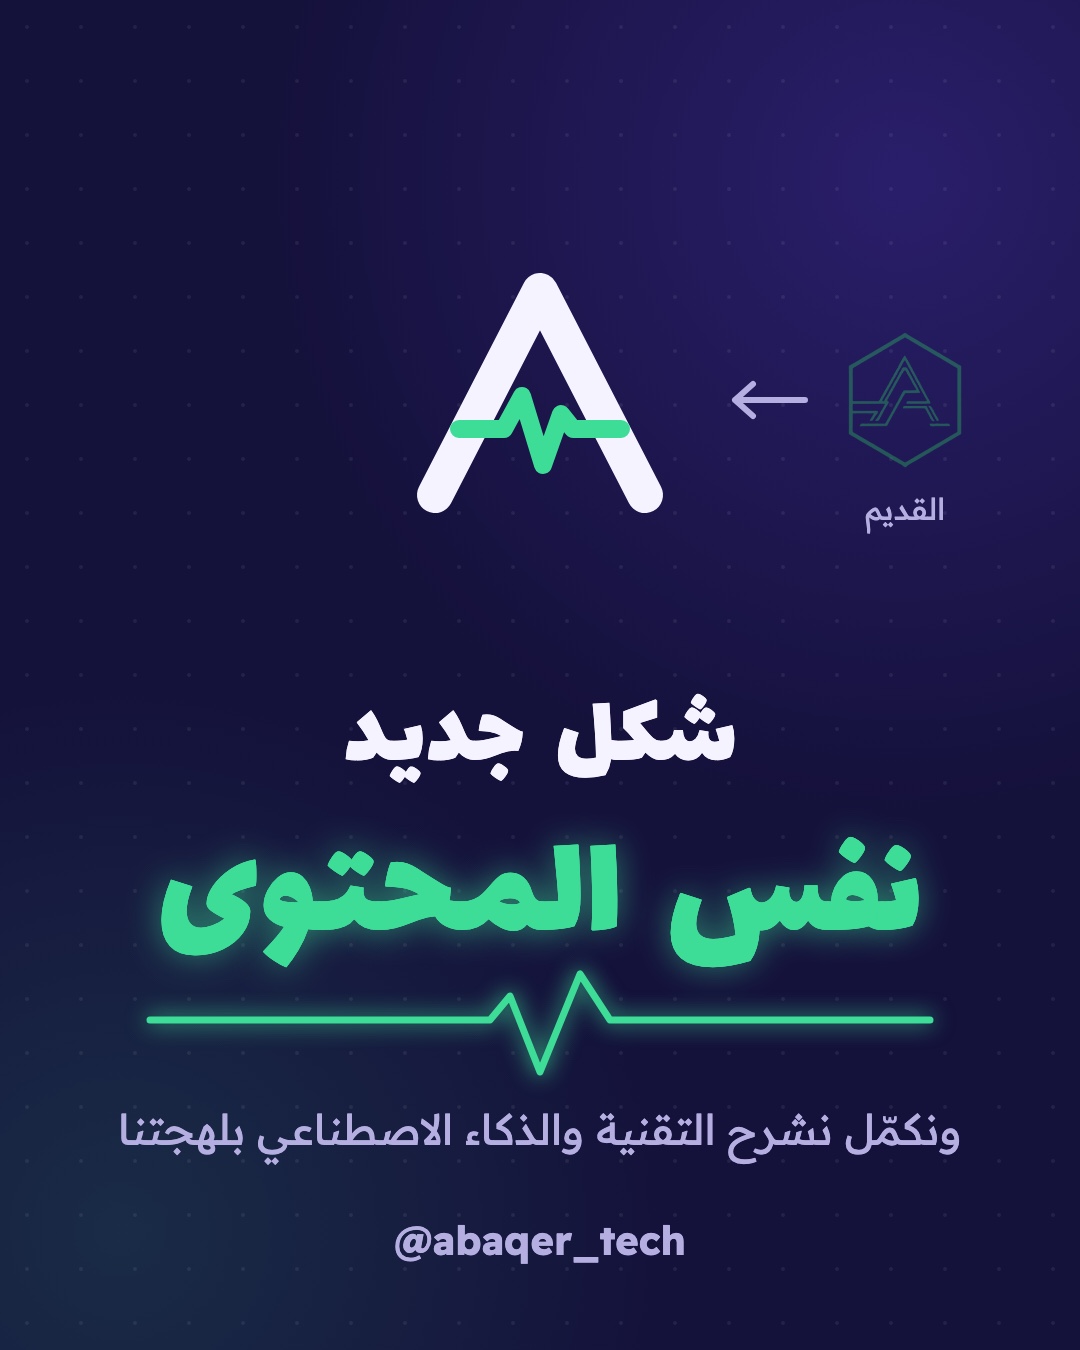 A
القديم
شكل جديد
نفس المحتوى
ونكمّل نشرح التقنية والذكاء الاصطناعي بلهجتنا
@abaqer_tech